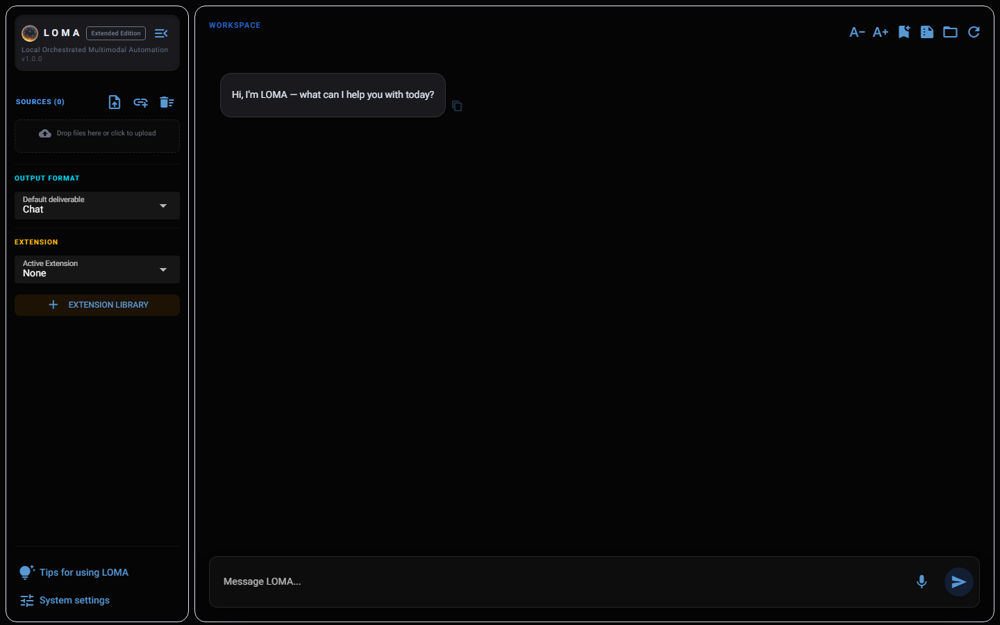 LOMA Extended Edition
Local Orchestrated Multimodal Automation
v1.0.0
SOURCES (0)
Drop files here or click to upload
OUTPUT FORMAT
Default deliverable
Chat
EXTENSION
Active Extension
None
EXTENSION LIBRARY
Tips for using LOMA
System settings
WORKSPACE
A− A+
Hi, I'm LOMA — what can I help you with today?
Message LOMA...